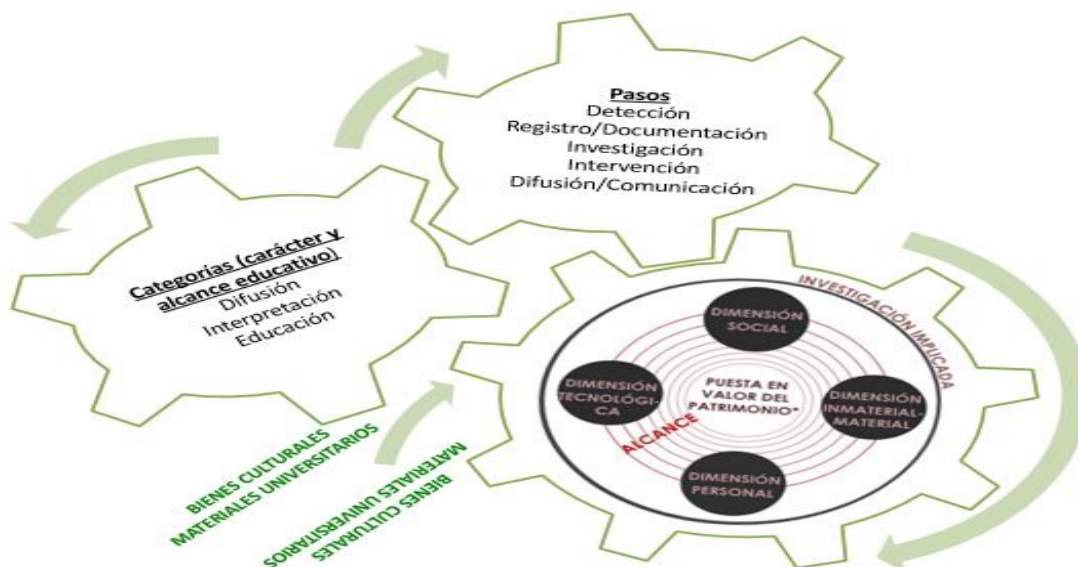 Pasos
Detección
Registro/Documentación
Investigación
Intervención
Difusión/Comunicación
Categorías (carácter y
alcance educativo)
Difusión
Interpretación
Educación
INVESTIGACIÓN IMPLICADA
DIMENSIÓN
SOCIAL
DIMENSIÓN
TECNOLÓGI-
CA
PUESTA EN
VALOR DEL
PATRIMONIO*
DIMENSIÓN
INMATERIAL-
MATERIAL
ALCANCE
DIMENSIÓN
PERSONAL
BIENES CULTURALES
MATERIALES UNIVERSITARIOS
BIENES CULTURALES
MATERIALES UNIVERSITARIOS